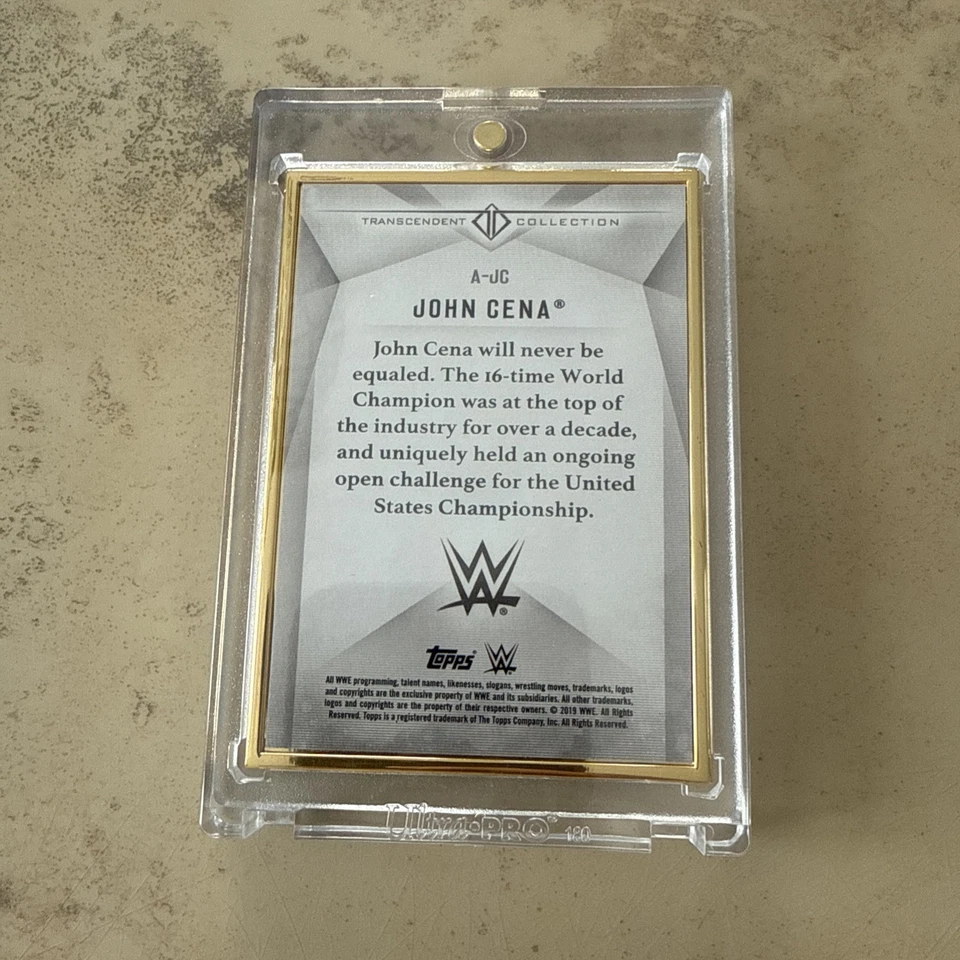 TRANSCENDENT COLLECTION
A-JC
JOHN CENA®
John Cena will never be
equaled. The 16-time World
Champion was at the top of
the industry for over a decade,
and uniquely held an ongoing
open challenge for the United
States Championship.
W®
Topps® W
All WWE programming, talent names, likenesses, slogans, wrestling moves, trademarks, logos
and copyrights are the exclusive property of WWE and its subsidiaries. All other trademarks,
logos and copyrights are the property of their respective owners. © 2019 WWE. All Rights
Reserved. Topps is a registered trademark of The Topps Company, Inc. All Rights Reserved.
Ultra•PRO® 180